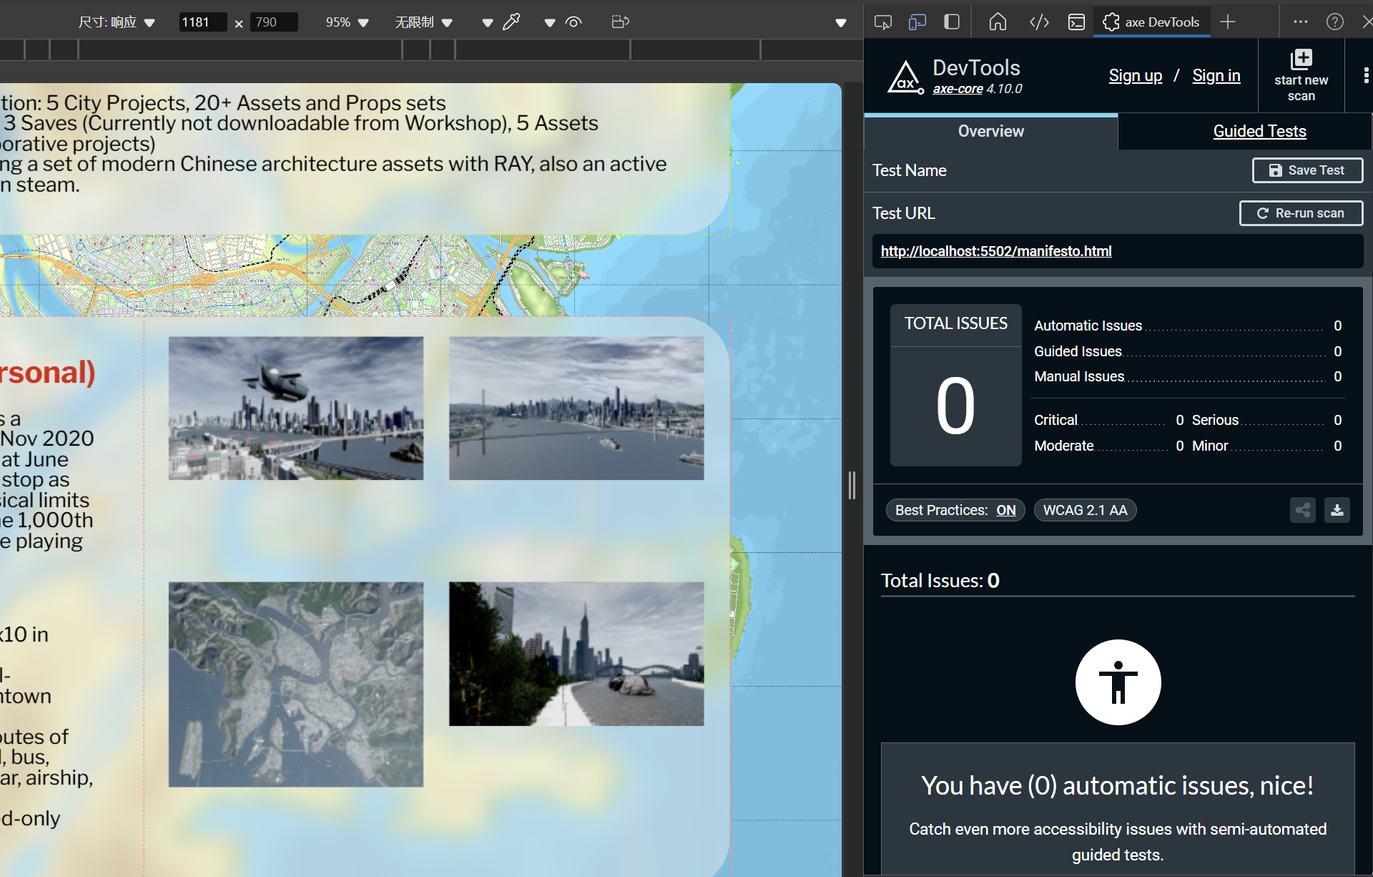 尺寸: 响应
1181 × 790
95%
无限制
axe DevTools
tion: 5 City Projects, 20+ Assets and Props sets
3 Saves (Currently not downloadable from Workshop), 5 Assets
orative projects)
ng a set of modern Chinese architecture assets with RAY, also an active
n steam.
rsonal)
s a
Nov 2020
at June
stop as
sical limits
e 1,000th
e playing
x10 in
l-
ntown
outes of
l, bus,
ar, airship,
d-only
ax
DevTools
axe-core 4.10.0
Sign up / Sign in
start new
scan
Overview
Guided Tests
Test Name
Save Test
Test URL
Re-run scan
http://localhost:5502/manifesto.html
TOTAL ISSUES
0
Automatic Issues 0
Guided Issues 0
Manual Issues 0
Critical 0 Serious 0
Moderate 0 Minor 0
Best Practices: ON
WCAG 2.1 AA
Total Issues: 0
You have (0) automatic issues, nice!
Catch even more accessibility issues with semi-automated
guided tests.